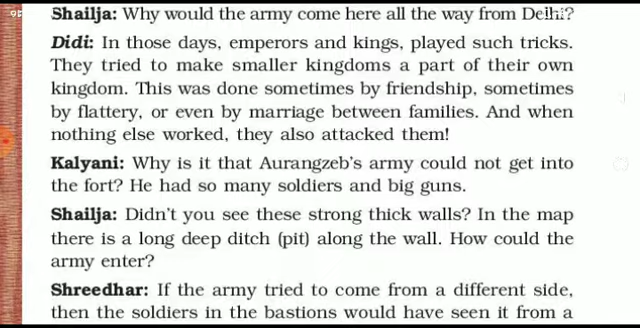 Shailja: Why would the army come here all the way from Delhi?
Didi: In those days, emperors and kings, played such tricks.
They tried to make smaller kingdoms a part of their own
kingdom. This was done sometimes by friendship, sometimes
by flattery, or even by marriage between families. And when
nothing else worked, they also attacked them!
Kalyani: Why is it that Aurangzeb's army could not get into
the fort? He had so many soldiers and big guns.
Shailja: Didn't you see these strong thick walls? In the map
there is a long deep ditch (pit) along the wall. How could the
army enter?
Shreedhar: If the army tried to come from a different side,
then the soldiers in the bastions would have seen it from a